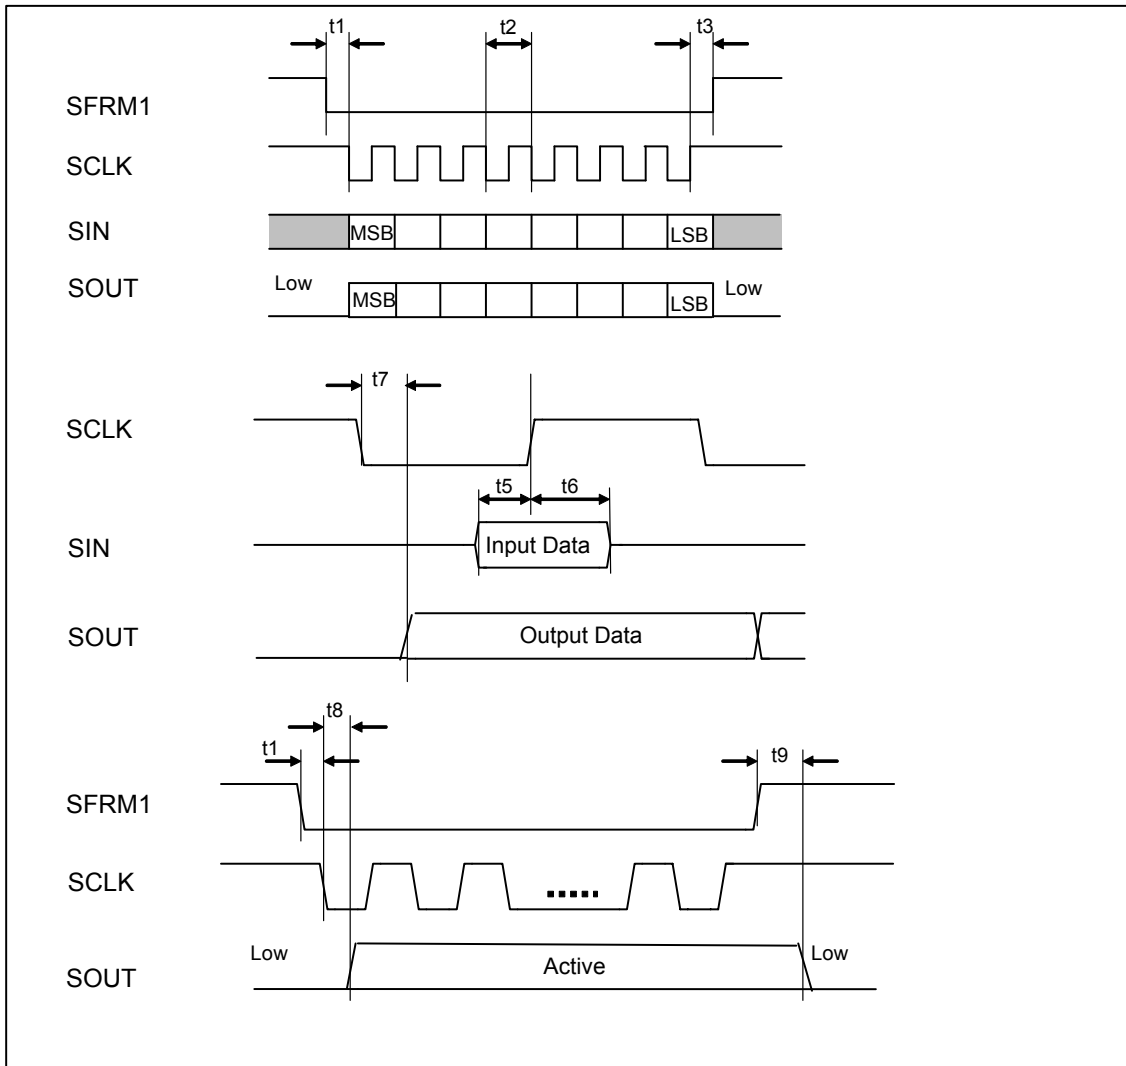 t1 t2 t3
SFRM1
SCLK
SIN MSB LSB
SOUT Low MSB LSB Low
t7
SCLK
t5 t6
SIN Input Data
SOUT Output Data
t8
t1 t9
SFRM1
SCLK
Low Low
SOUT Active